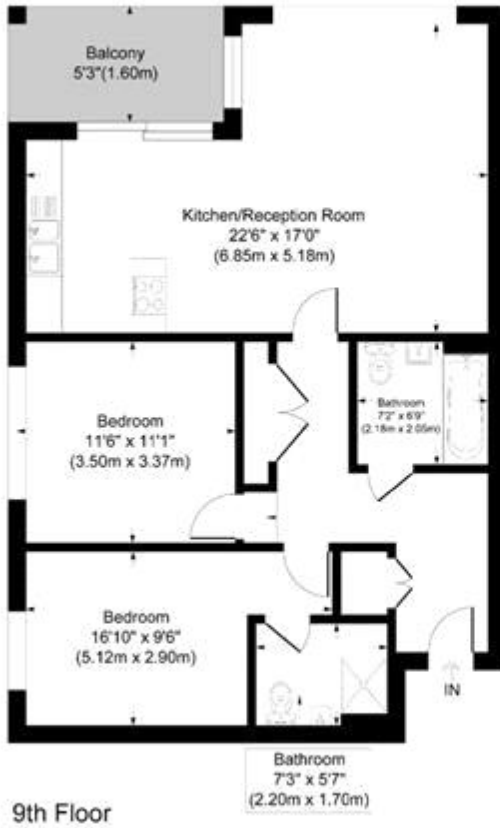 Balcony
5'3"(1.60m)
Kitchen/Reception Room
22'6" x 17'0"
(6.85m x 5.18m)
Bathroom
7'2" x 6'9"
(2.18m x 2.05m)
Bedroom
11'6" x 11'1"
(3.50m x 3.37m)
Bedroom
16'10" x 9'6"
(5.12m x 2.90m)
IN
Bathroom
7'3" x 5'7"
(2.20m x 1.70m)
9th Floor